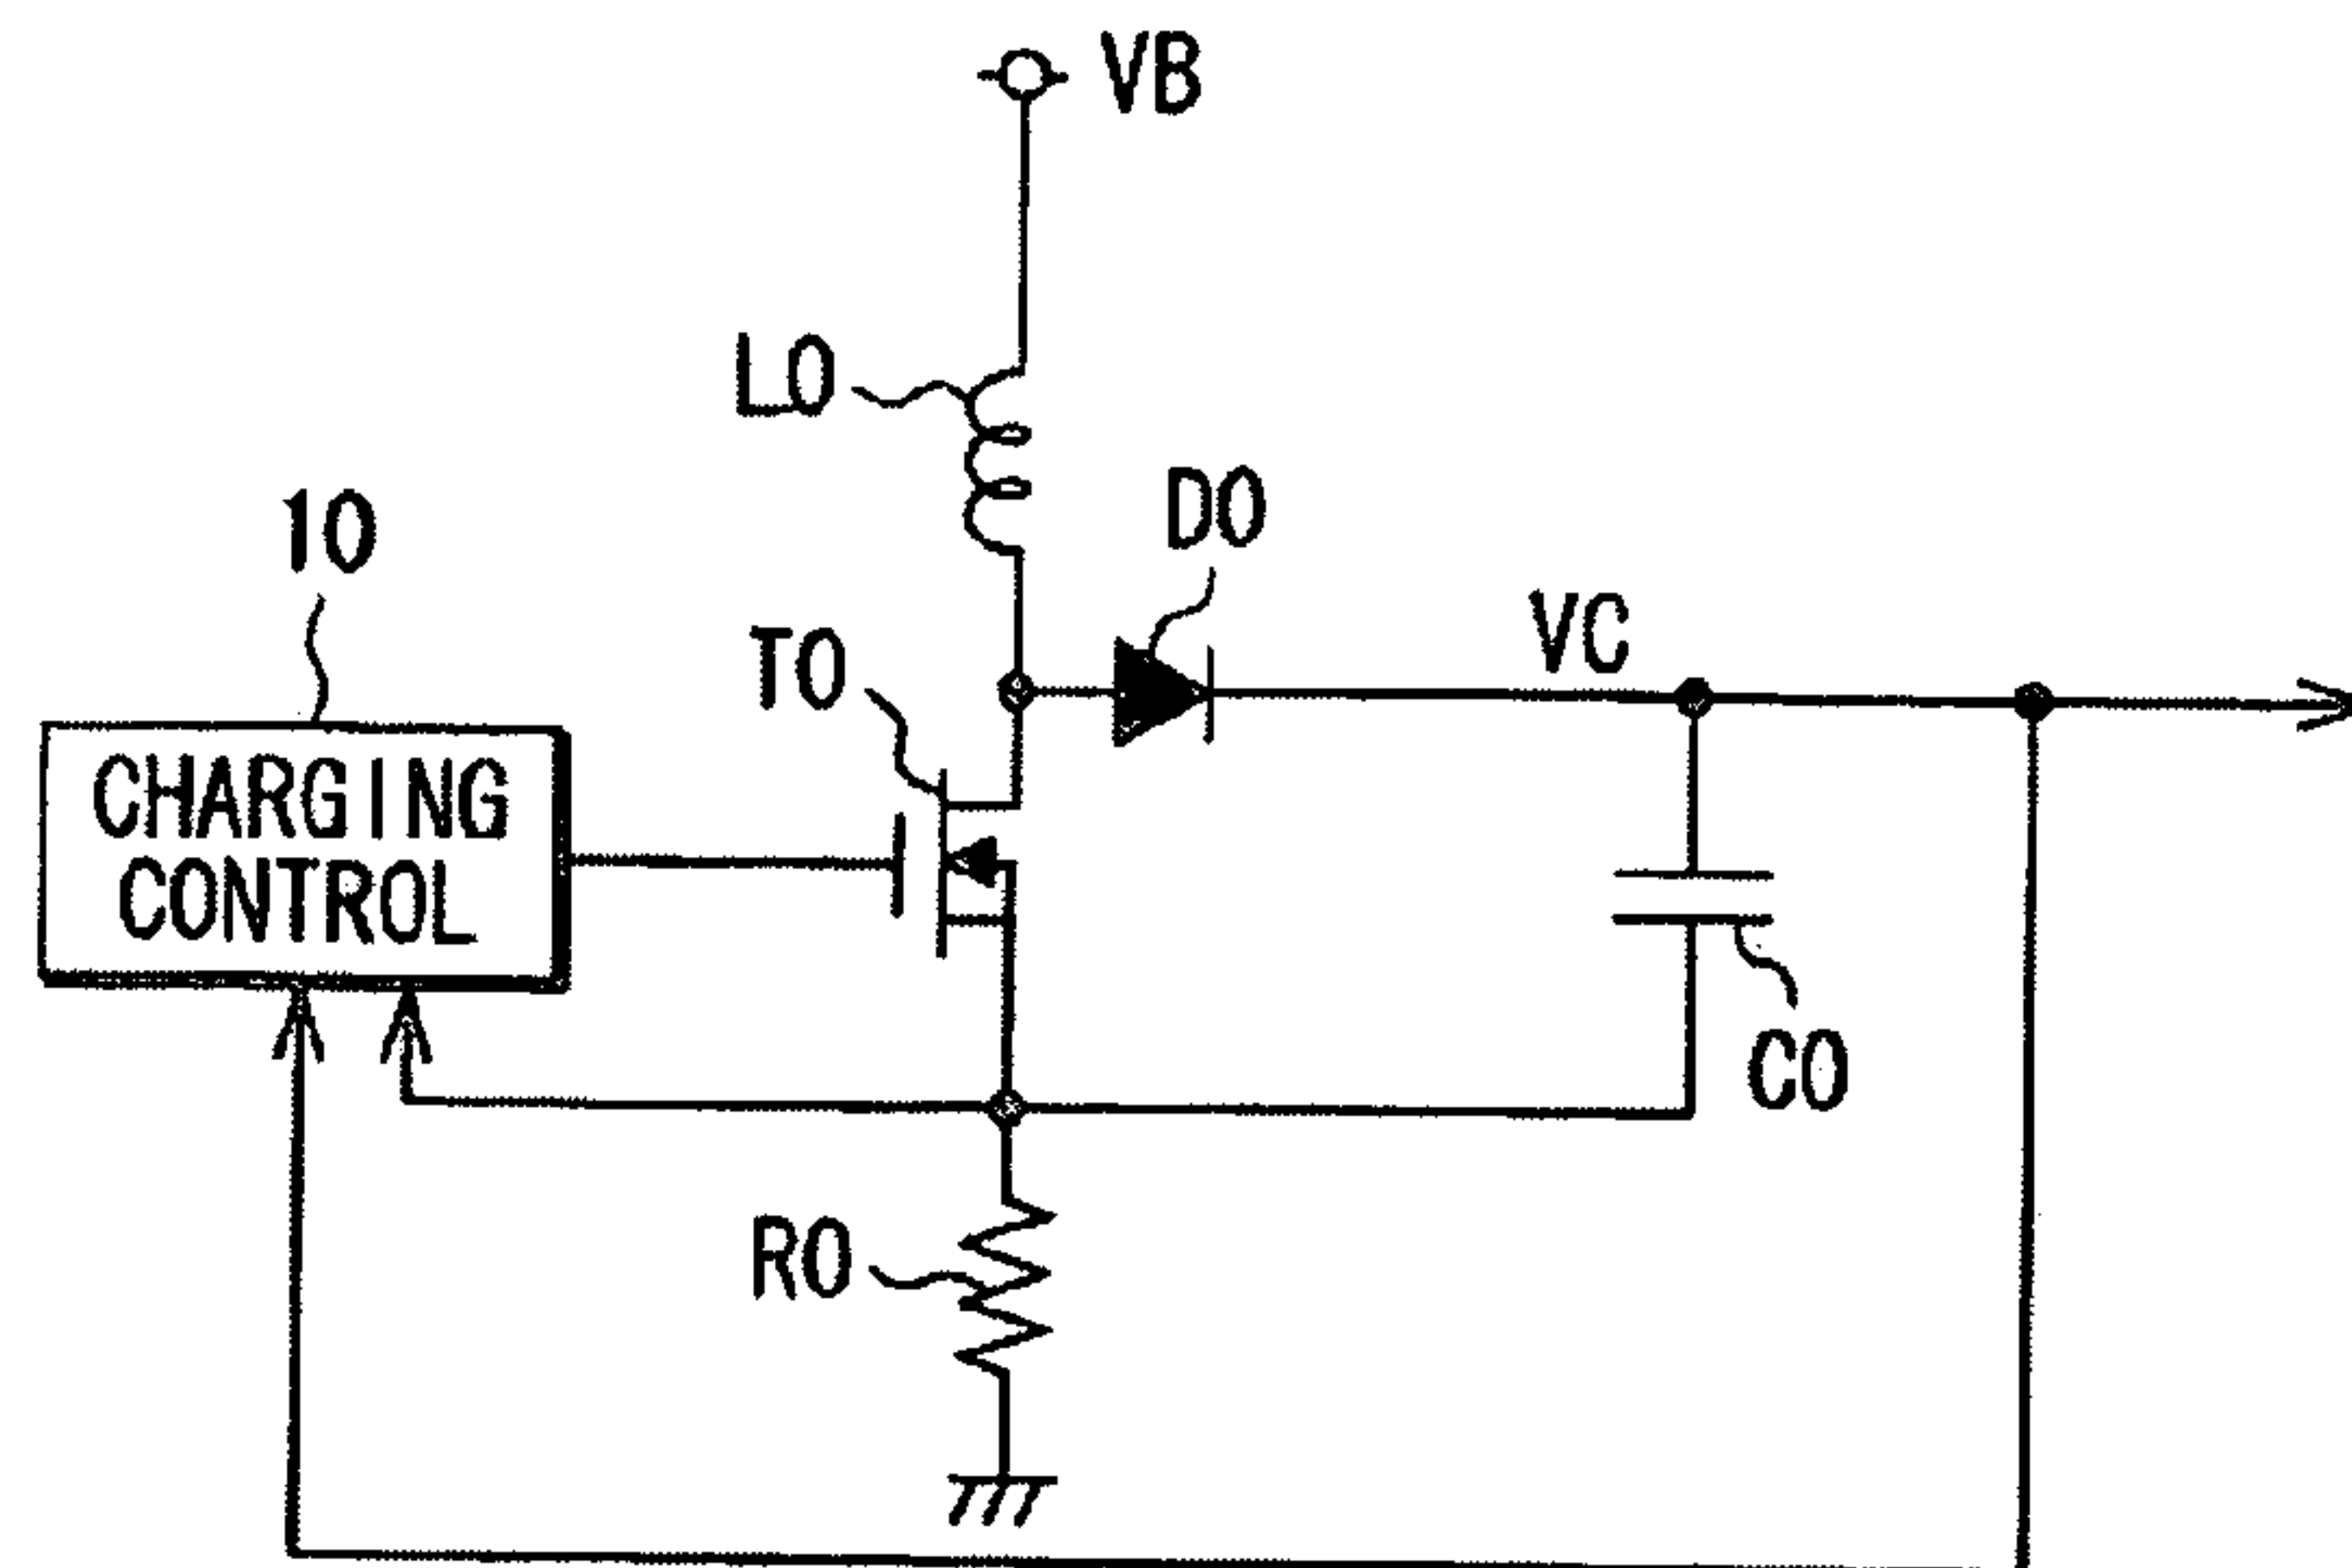 VB
LO
DO
10
VC
TO
CHARGING
CONTROL
CO
RO